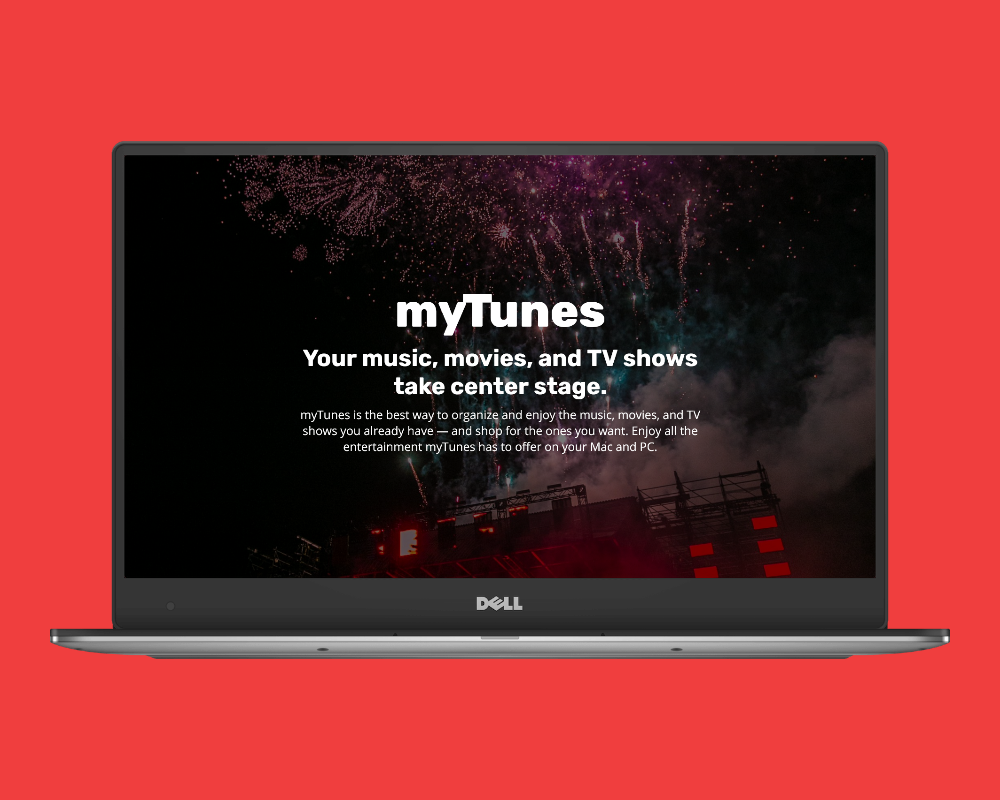 myTunes
Your music, movies, and TV shows
take center stage.
myTunes is the best way to organize and enjoy the music, movies, and TV
shows you already have — and shop for the ones you want. Enjoy all the
entertainment myTunes has to offer on your Mac and PC.
DELL